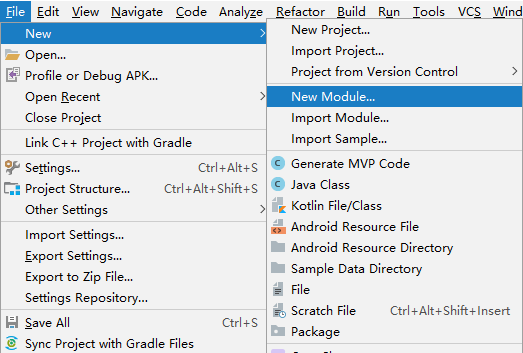 File Edit View Navigate Code Analyze Refactor Build Run Tools VCS Wind
New
Open...
Profile or Debug APK...
Open Recent
Close Project
Link C++ Project with Gradle
Settings... Ctrl+Alt+S
Project Structure... Ctrl+Alt+Shift+S
Other Settings
Import Settings...
Export Settings...
Export to Zip File...
Settings Repository...
Save All Ctrl+S
Sync Project with Gradle Files
New Project...
Import Project...
Project from Version Control
New Module...
Import Module...
Import Sample...
C Generate MVP Code
C Java Class
Kotlin File/Class
Android Resource File
Android Resource Directory
Sample Data Directory
File
Scratch File Ctrl+Alt+Shift+Insert
Package